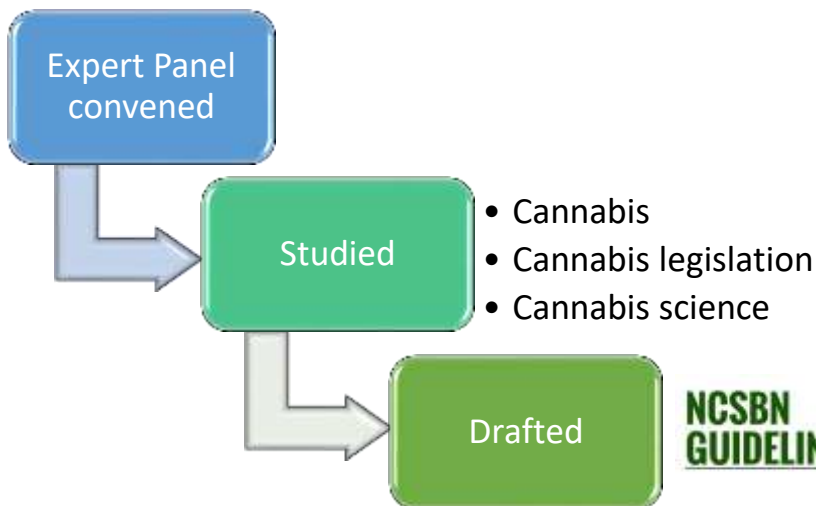 Expert Panel
convened
Studied
• Cannabis
• Cannabis legislation
• Cannabis science
Drafted
NCSBN